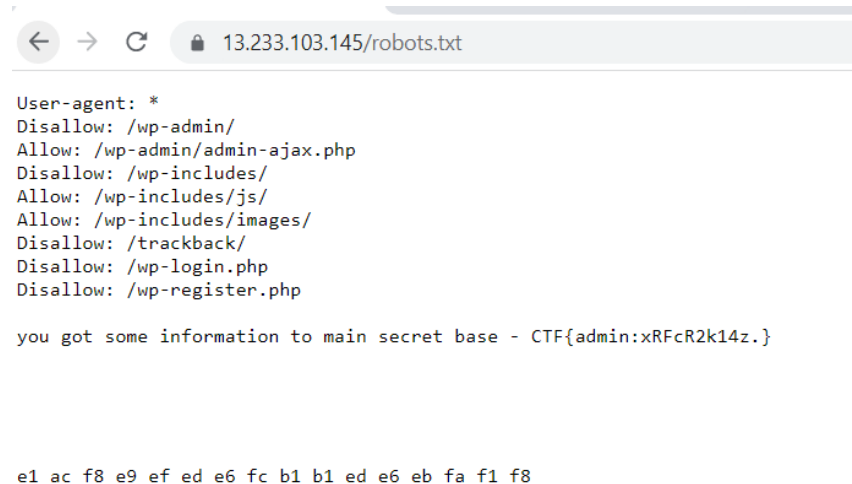 13.233.103.145/robots.txt
User-agent: *
Disallow: /wp-admin/
Allow: /wp-admin/admin-ajax.php
Disallow: /wp-includes/
Allow: /wp-includes/js/
Allow: /wp-includes/images/
Disallow: /trackback/
Disallow: /wp-login.php
Disallow: /wp-register.php
you got some information to main secret base - CTF{admin:xRFcR2k14z.}
e1 ac f8 e9 ef ed e6 fc b1 b1 ed e6 eb fa f1 f8